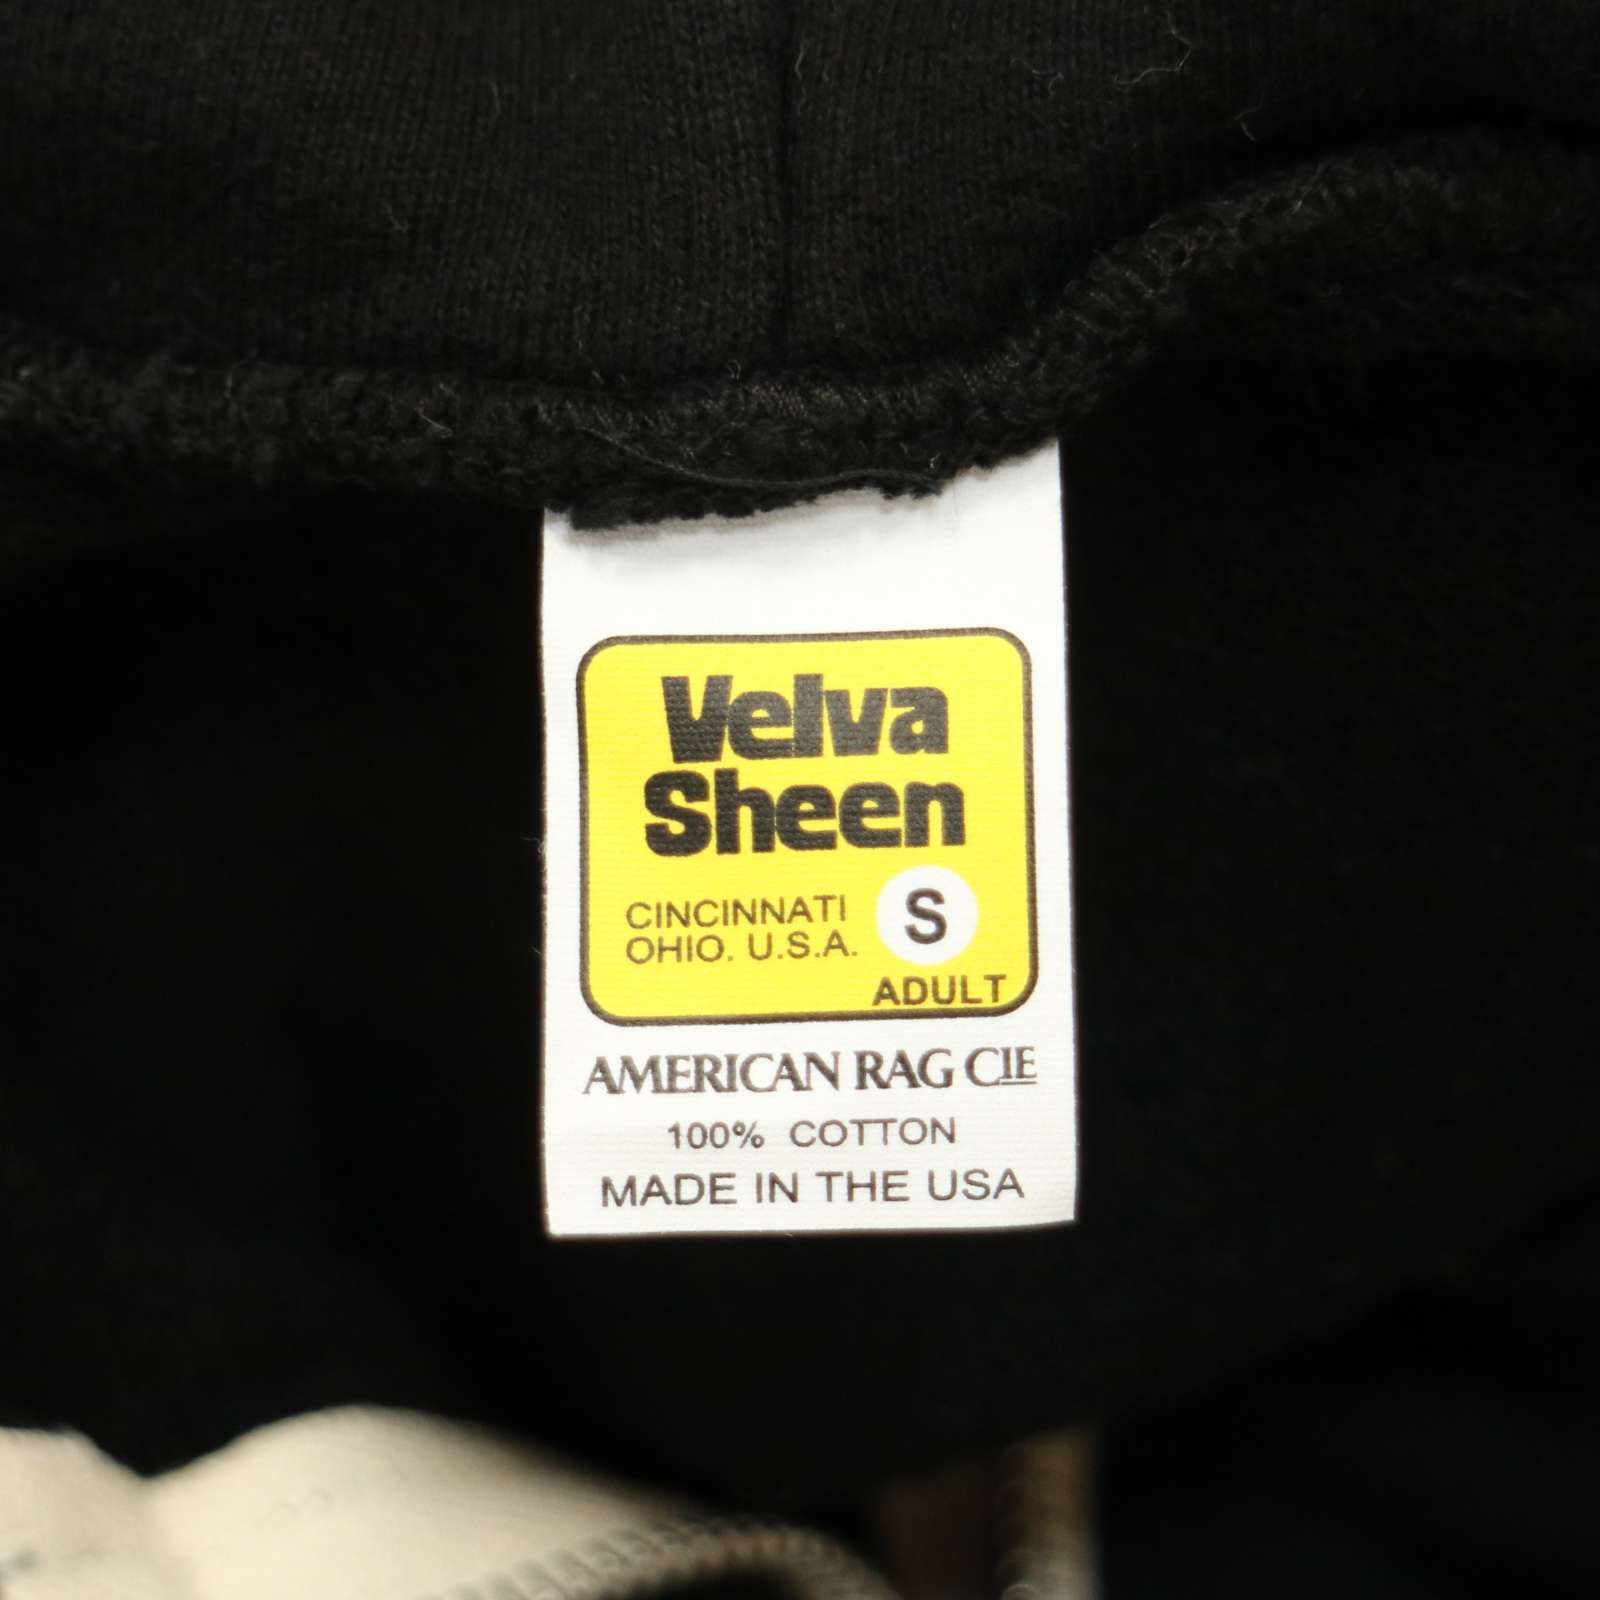 Velva
Sheen
CINCINNATI
OHIO. U.S.A.
S
ADULT
AMERICAN RAG CIE
100% COTTON
MADE IN THE USA